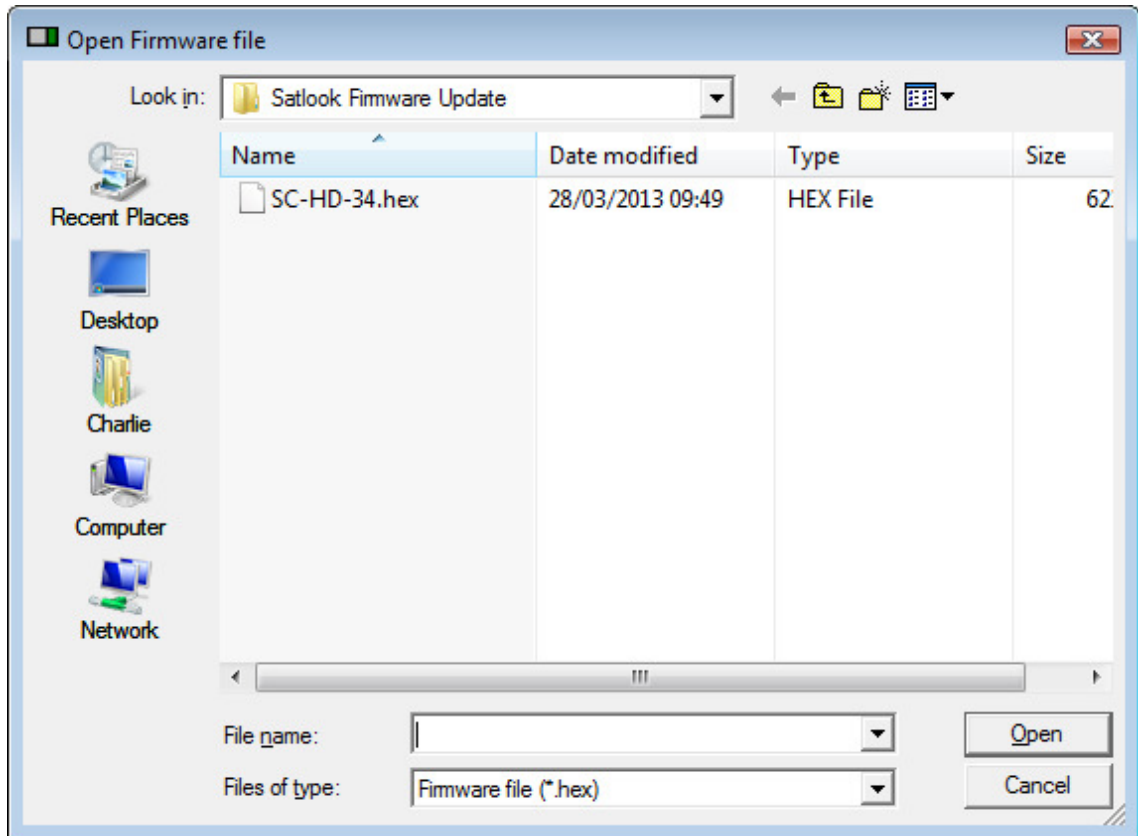 Open Firmware file
Look in: Satlook Firmware Update
Name Date modified Type Size
SC-HD-34.hex 28/03/2013 09:49 HEX File
Recent Places
Desktop
Charlie
Computer
Network
File name:
Open
Files of type: Firmware file (*.hex)
Cancel